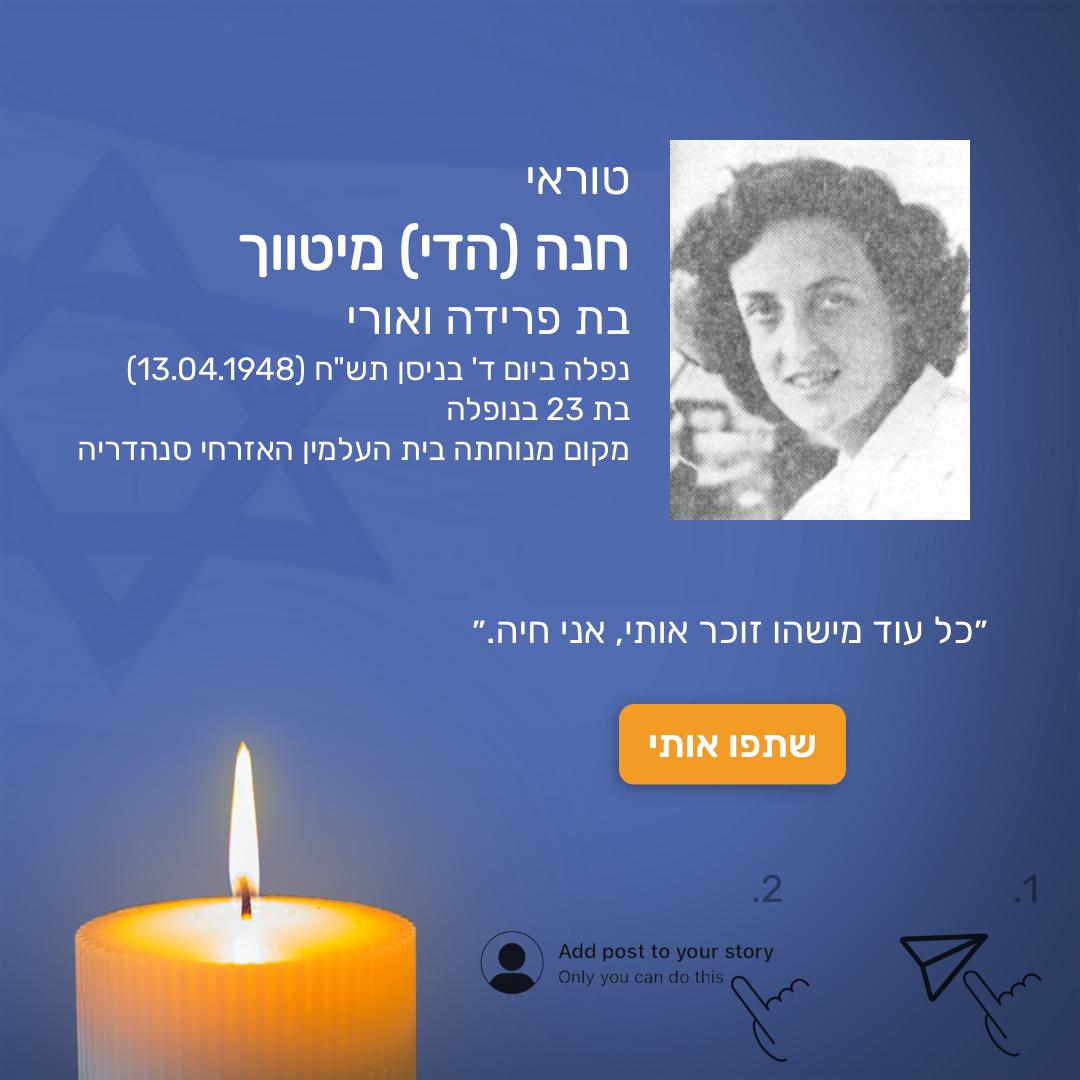 טוראי
חנה (הדי) מיטווך
בת פרידה ואורי
נפלה ביום ד' בניסן תש"ח (13.04.1948)
בת 23 בנופלה
מקום מנוחתה בית העלמין האזרחי סנהדריה
״כל עוד מישהו זוכר אותי, אני חיה.״
שתפו אותי
1.
2.
Add post to your story
Only you can do this